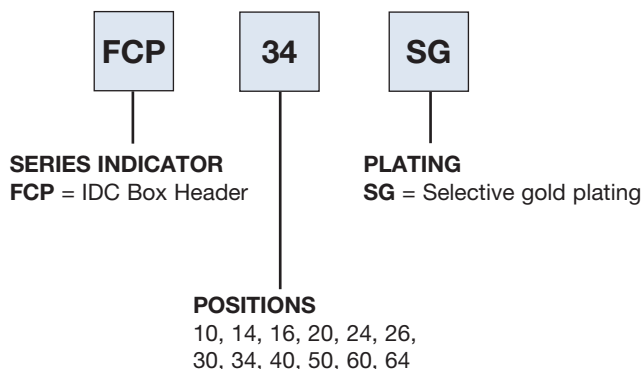 FCP 34 SG
SERIES INDICATOR
FCP = IDC Box Header
PLATING
SG = Selective gold plating
POSITIONS
10, 14, 16, 20, 24, 26,
30, 34, 40, 50, 60, 64